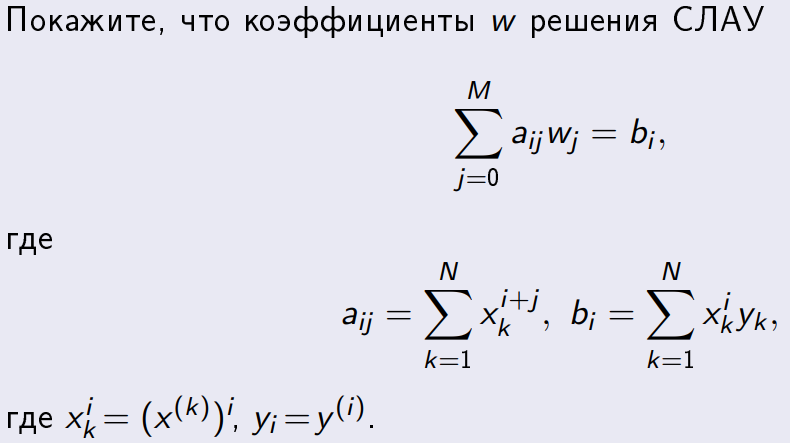 Покажите, что коэффициенты w решения СЛАУ
\sum_{j=0}^{M} a_{ij} w_j = b_i,
где
a_{ij} = \sum_{k=1}^{N} x_k^{i+j}, b_i = \sum_{k=1}^{N} x_k^i y_k,
где x_k^i = (x^{(k)})^i, y_i = y^{(i)}.